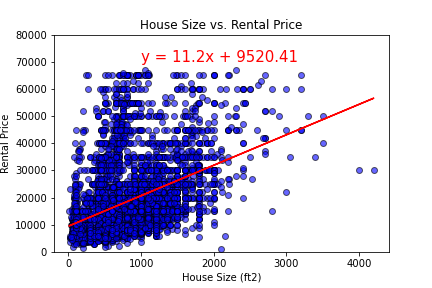 House Size vs. Rental Price
y = 11.2x + 9520.41
80000
70000
60000
50000
40000
30000
20000
10000
0
Rental Price
0 1000 2000 3000 4000
House Size (ft2)